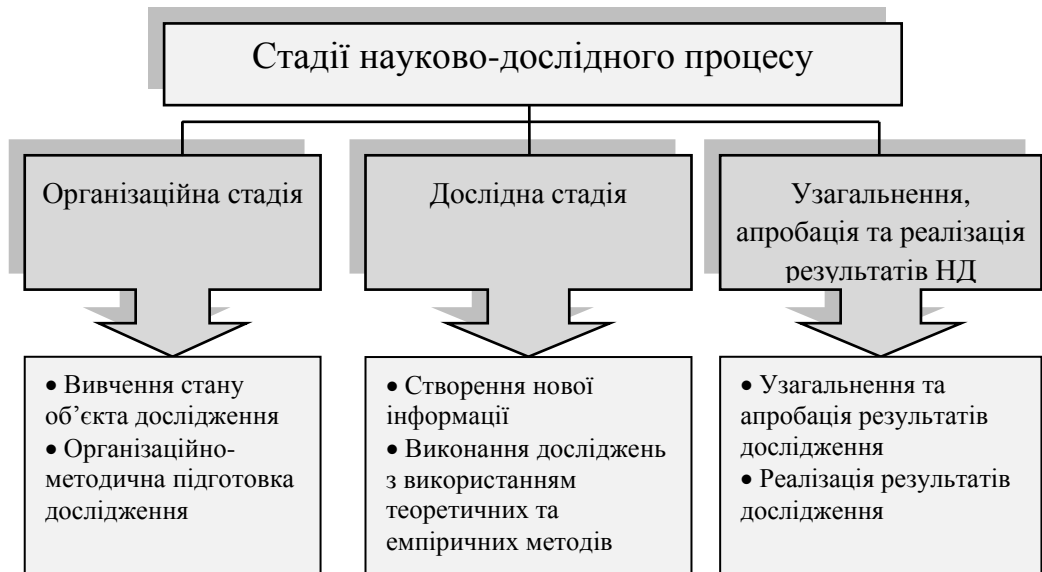 Стадії науково-дослідного процесу
Організаційна стадія
Дослідна стадія
Узагальнення,
апробація та реалізація
результатів НД
• Вивчення стану
об’єкта дослідження
• Організаційно-
методична підготовка
дослідження
• Створення нової
інформації
• Виконання досліджень
з використанням
теоретичних та
емпіричних методів
• Узагальнення та
апробація результатів
дослідження
• Реалізація результатів
дослідження